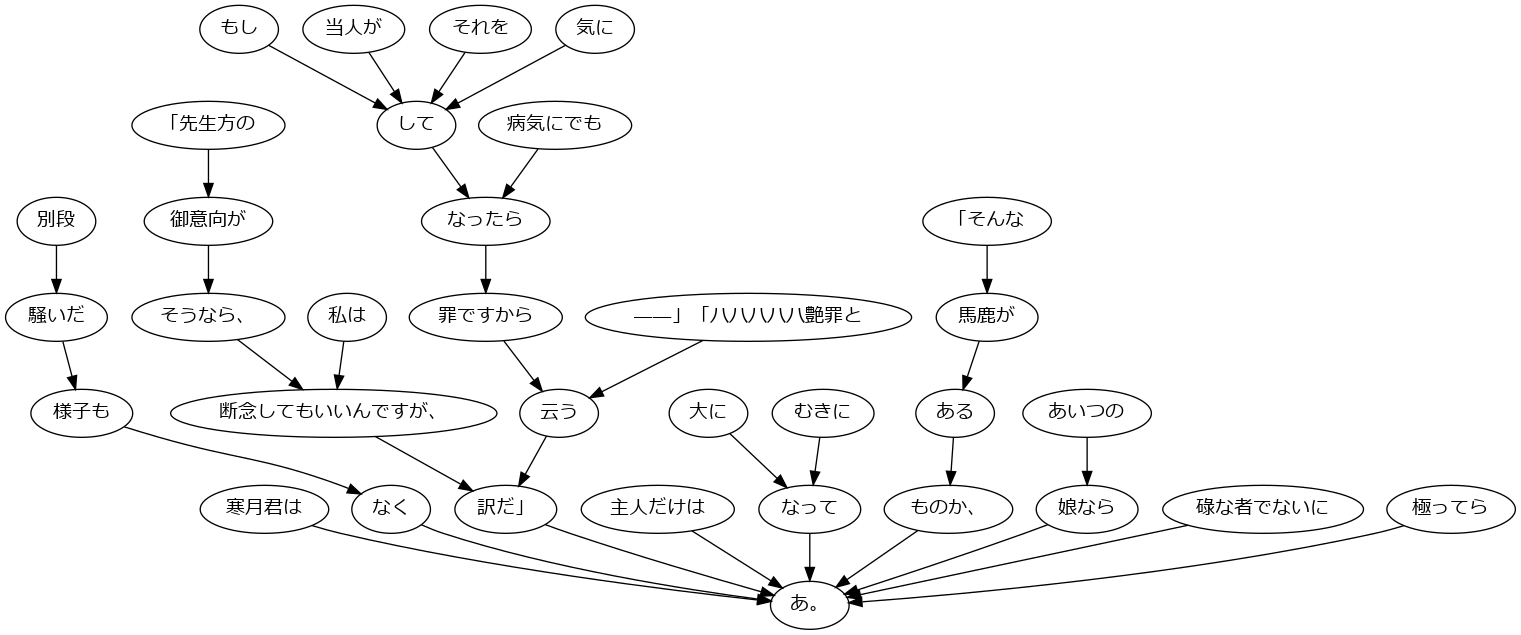 もし
当人が
それを
気に
「先生方の
して
病気にでも
別段
御意向が
なったら
「そんな
騒いだ
そうなら、
私は
罪ですから
――」「ハハハハハ艶罪と
馬鹿が
様子も
断念してもいいんですが、
云う
大に
むきに
ある
あいつの
寒月君は
なく
訳だ」
主人だけは
なって
ものか、
娘なら
碌な者でないに
極ってら
あ。